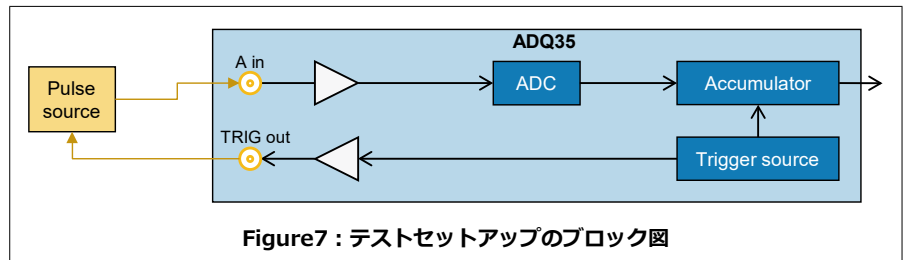 ADQ35
A in
Pulse
source
ADC
Accumulator
TRIG out
Trigger source
Figure7：テストセットアップのブロック図